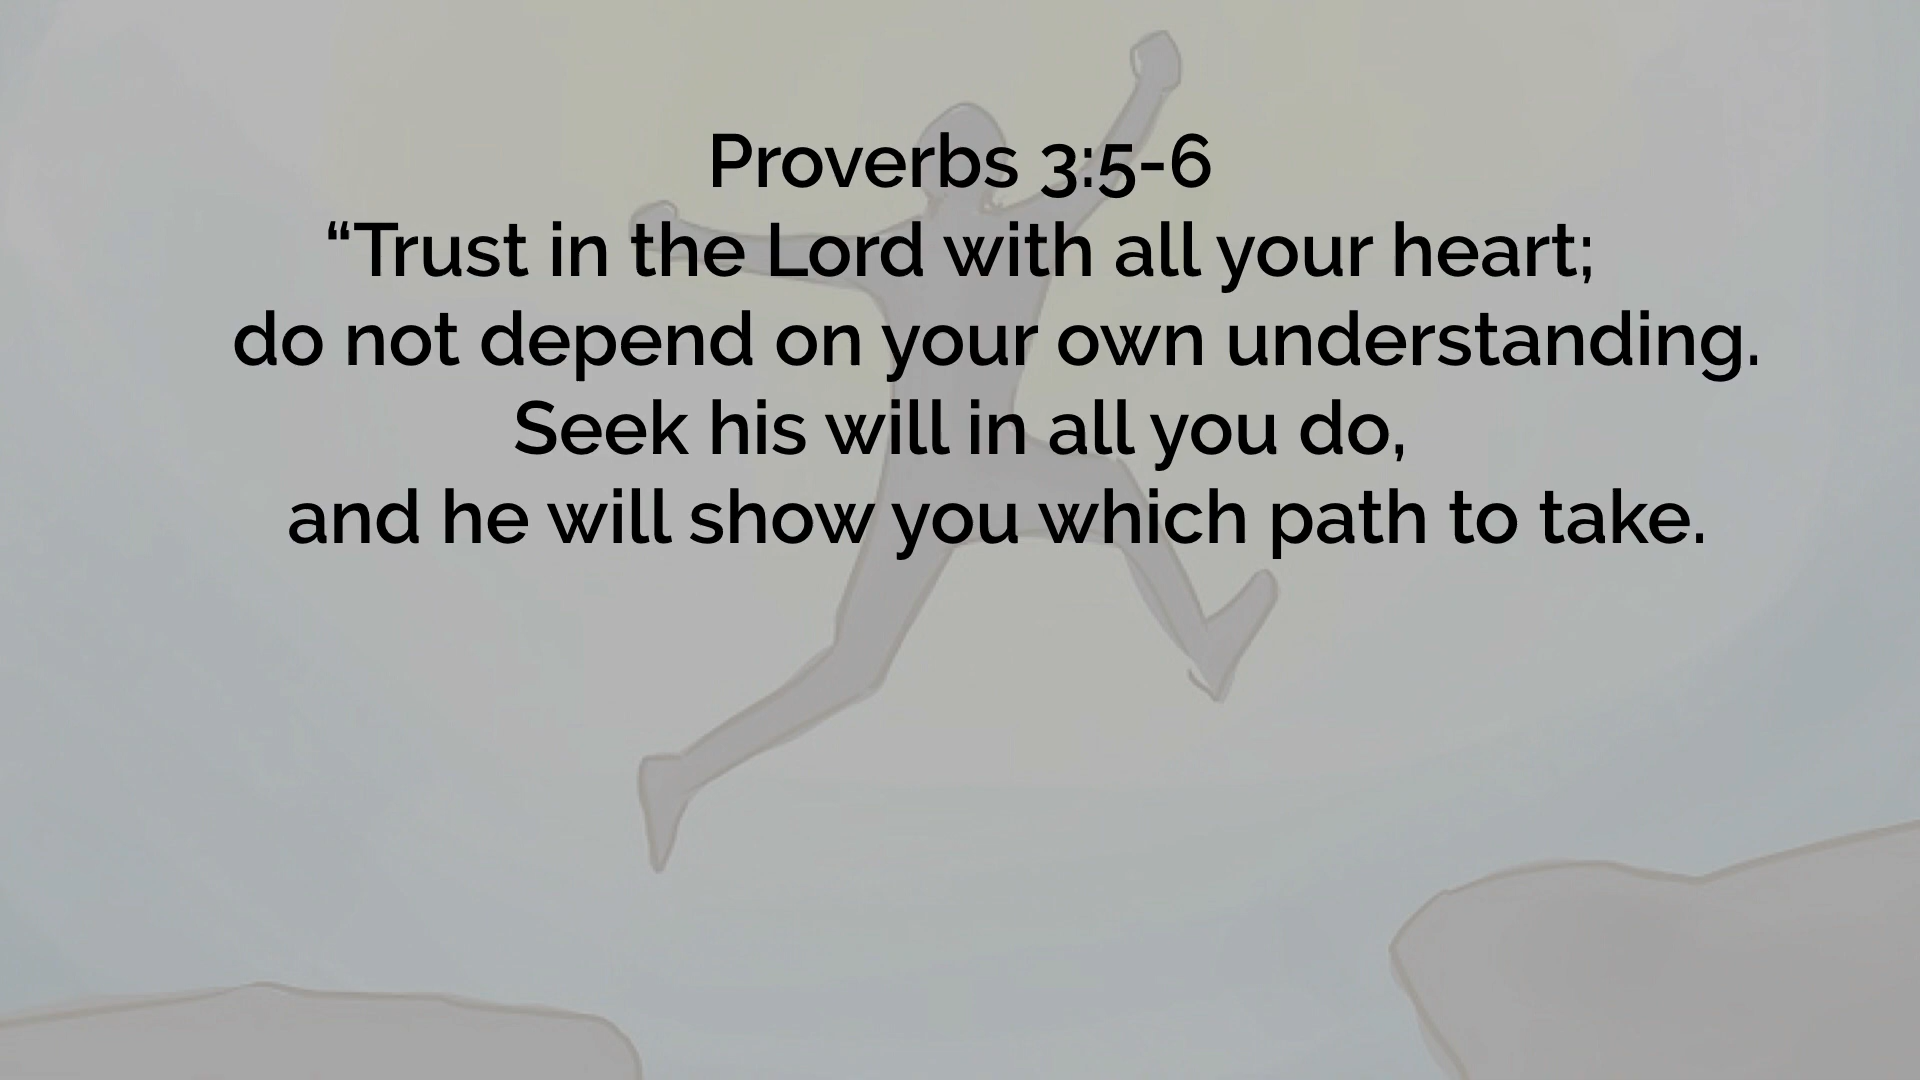 Proverbs 3:5-6
“Trust in the Lord with all your heart;
do not depend on your own understanding.
Seek his will in all you do,
and he will show you which path to take.